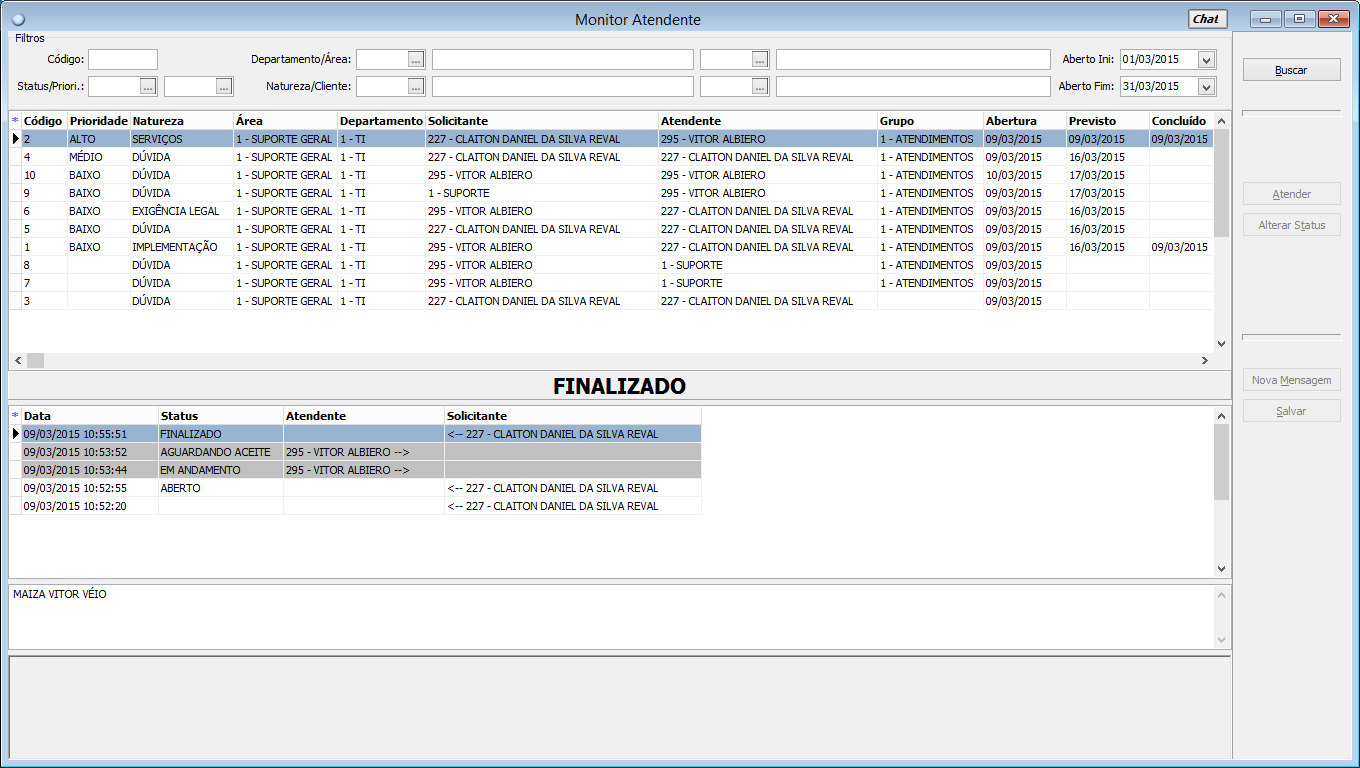 Monitor Atendente Chat
Filtros
Código: Departamento/Área: ... ... Aberto Ini: 01/03/2015
Status/Priori.: ... ... Natureza/Cliente: ... ... Aberto Fim: 31/03/2015
Buscar
Atender
Alterar Status
Nova Mensagem
Salvar
* Código Prioridade Natureza Área Departamento Solicitante Atendente Grupo Abertura Previsto Concluído
2 ALTO SERVIÇOS 1 - SUPORTE GERAL 1 - TI 227 - CLAITON DANIEL DA SILVA REVAL 295 - VITOR ALBIERO 1 - ATENDIMENTOS 09/03/2015 09/03/2015 09/03/2015
4 MÉDIO DÚVIDA 1 - SUPORTE GERAL 1 - TI 227 - CLAITON DANIEL DA SILVA REVAL 227 - CLAITON DANIEL DA SILVA REVAL 1 - ATENDIMENTOS 09/03/2015 16/03/2015
10 BAIXO DÚVIDA 1 - SUPORTE GERAL 1 - TI 295 - VITOR ALBIERO 295 - VITOR ALBIERO 1 - ATENDIMENTOS 10/03/2015 17/03/2015
9 BAIXO DÚVIDA 1 - SUPORTE GERAL 1 - TI 1 - SUPORTE 295 - VITOR ALBIERO 1 - ATENDIMENTOS 09/03/2015 17/03/2015
6 BAIXO EXIGÊNCIA LEGAL 1 - SUPORTE GERAL 1 - TI 295 - VITOR ALBIERO 227 - CLAITON DANIEL DA SILVA REVAL 1 - ATENDIMENTOS 09/03/2015 16/03/2015
5 BAIXO DÚVIDA 1 - SUPORTE GERAL 1 - TI 227 - CLAITON DANIEL DA SILVA REVAL 295 - VITOR ALBIERO 1 - ATENDIMENTOS 09/03/2015 16/03/2015
1 BAIXO IMPLEMENTAÇÃO 1 - SUPORTE GERAL 1 - TI 295 - VITOR ALBIERO 227 - CLAITON DANIEL DA SILVA REVAL 1 - ATENDIMENTOS 09/03/2015 16/03/2015 09/03/2015
8 DÚVIDA 1 - SUPORTE GERAL 1 - TI 295 - VITOR ALBIERO 1 - SUPORTE 1 - ATENDIMENTOS 09/03/2015
7 DÚVIDA 1 - SUPORTE GERAL 1 - TI 295 - VITOR ALBIERO 1 - SUPORTE 1 - ATENDIMENTOS 09/03/2015
3 DÚVIDA 1 - SUPORTE GERAL 1 - TI 227 - CLAITON DANIEL DA SILVA REVAL 227 - CLAITON DANIEL DA SILVA REVAL 09/03/2015
FINALIZADO
* Data Status Atendente Solicitante
09/03/2015 10:55:51 FINALIZADO <-- 227 - CLAITON DANIEL DA SILVA REVAL
09/03/2015 10:53:52 AGUARDANDO ACEITE 295 - VITOR ALBIERO -->
09/03/2015 10:53:44 EM ANDAMENTO 295 - VITOR ALBIERO -->
09/03/2015 10:52:55 ABERTO <-- 227 - CLAITON DANIEL DA SILVA REVAL
09/03/2015 10:52:20 <-- 227 - CLAITON DANIEL DA SILVA REVAL
MAIZA VITOR VÉIO